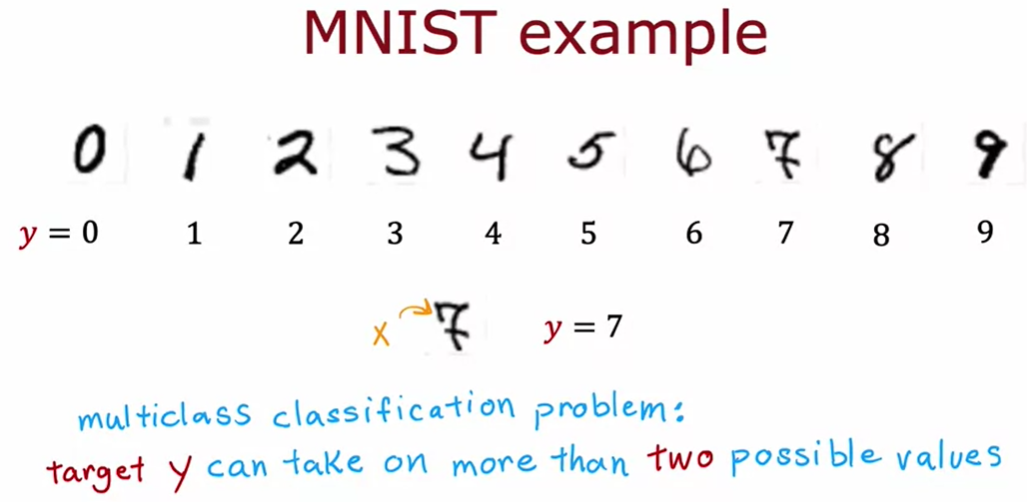 MNIST example
0 1 2 3 4 5 6 7 8 9
y = 0 1 2 3 4 5 6 7 8 9
x 7 y = 7
multiclass classification problem:
target y can take on more than two possible values